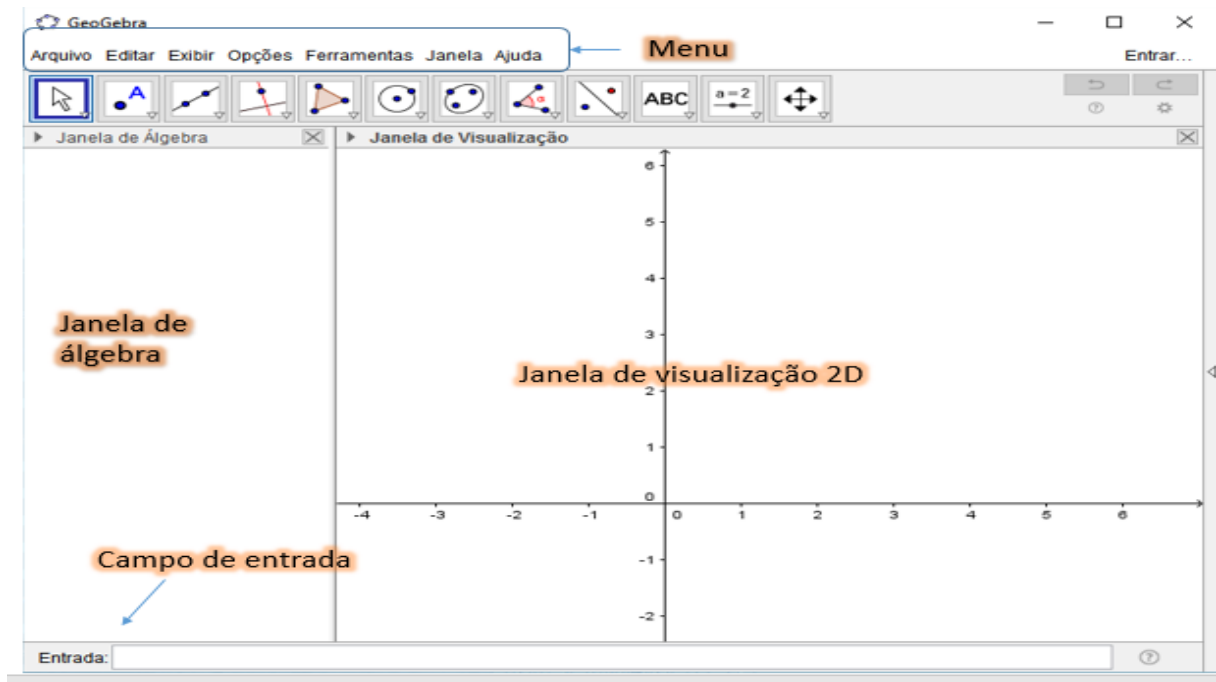 GeoGebra
Arquivo Editar Exibir Opções Ferramentas Janela Ajuda
Menu
Entrar...
A
α
ABC
a=2
Janela de Álgebra
Janela de Visualização
6
5
4
3
2
1
0
-4 -3 -2 -1 0 1 2 3 4 5 6
-1
-2
Janela de
álgebra
Janela de visualização 2D
Campo de entrada
Entrada: